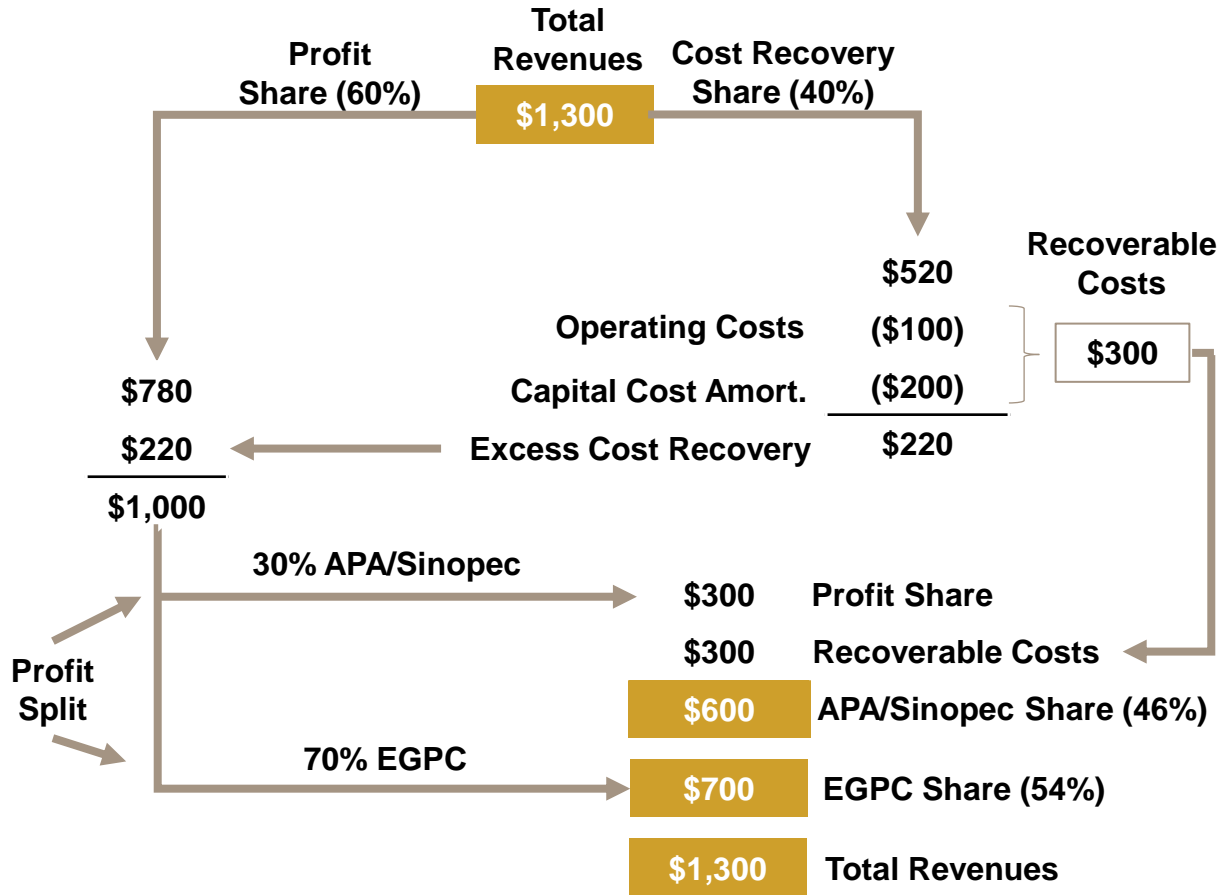 Total
Revenues
Profit
Share (60%)
Cost Recovery
Share (40%)
$1,300
Recoverable
Costs
$520
Operating Costs ($100)
$300
Capital Cost Amort. ($200)
$780
$220 Excess Cost Recovery $220
$1,000
30% APA/Sinopec
$300 Profit Share
$300 Recoverable Costs
Profit
Split
$600 APA/Sinopec Share (46%)
70% EGPC
$700 EGPC Share (54%)
$1,300 Total Revenues